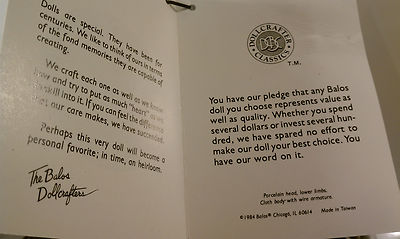 Dolls are special. They have been for
centuries. We like to think of ours in terms
of the fond memories they are capable of
creating.
We craft each one as well as we know
how and try to put as much "heart" as
skill into it. If you can feel the difference
our care makes, we have succeeded.
Perhaps this very doll will become a
personal favorite; in time, an heirloom.
The Balos
Dollcrafters
DOLLCRAFTER
CLASSICS
T.M.
You have our pledge that any Balos
doll you choose represents value as
well as quality. Whether you spend
several dollars or invest several hun-
dred, we have spared no effort to
make our doll your best choice. You
have our word on it.
Porcelain head, lower limbs.
Cloth body with wire armature.
©1984 Balos® Chicago, IL 60614 Made in Taiwan